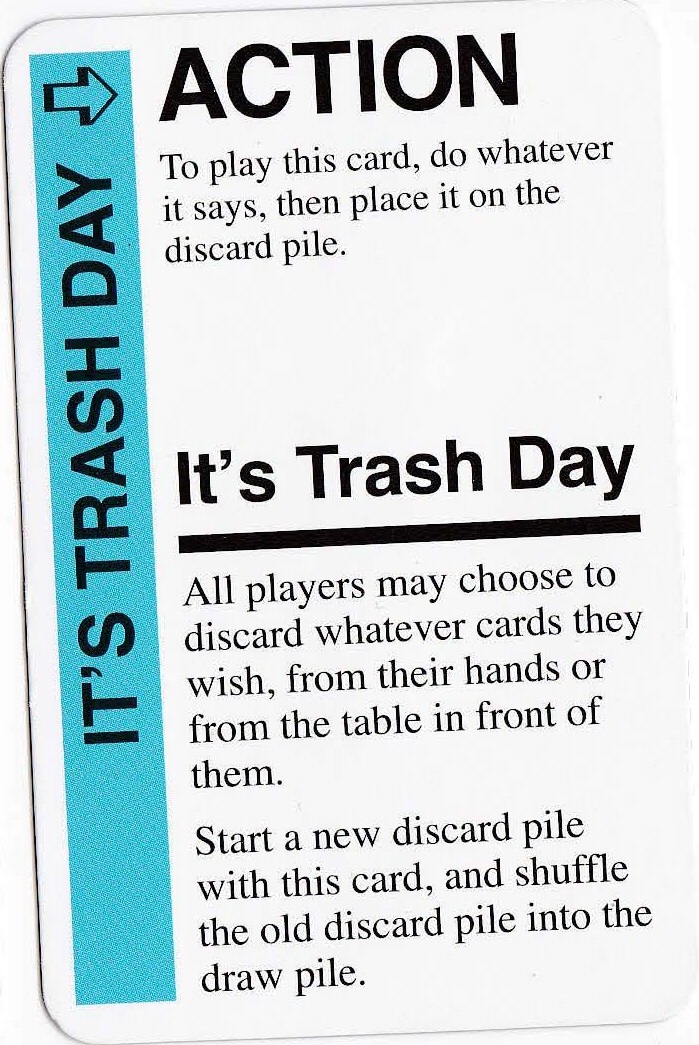 IT'S TRASH DAY
ACTION
To play this card, do whatever
it says, then place it on the
discard pile.
It's Trash Day
All players may choose to
discard whatever cards they
wish, from their hands or
from the table in front of
them.
Start a new discard pile
with this card, and shuffle
the old discard pile into the
draw pile.